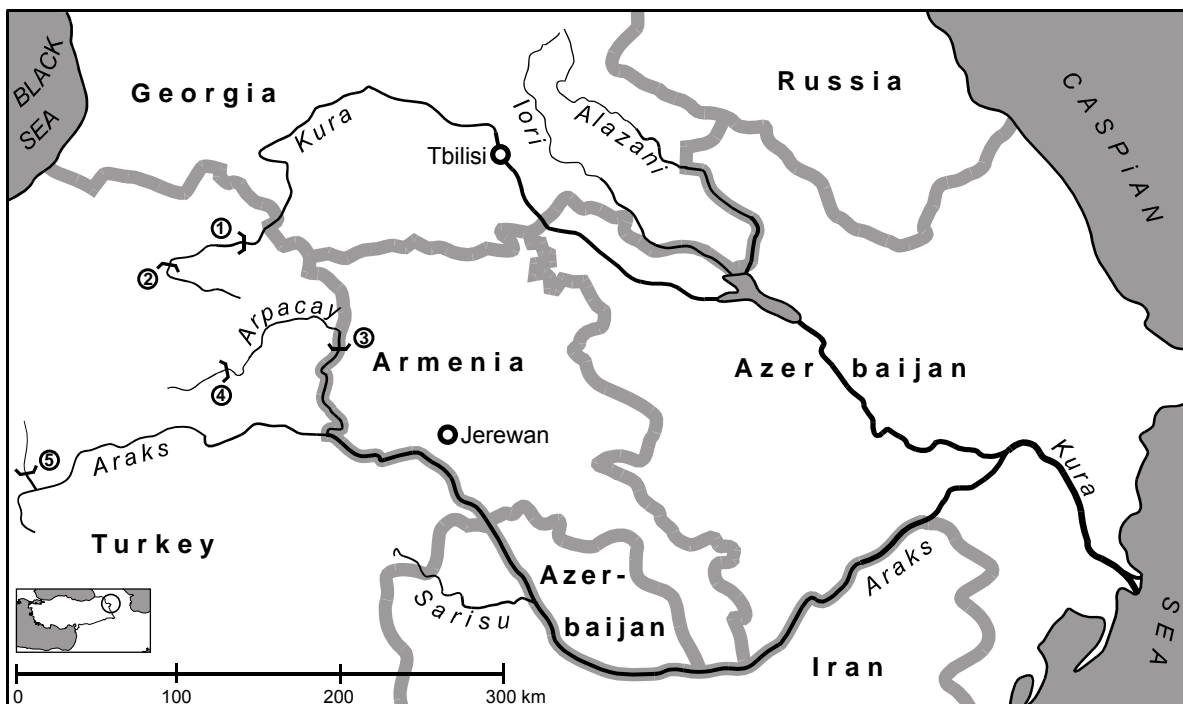 BLACK
SEA
Georgia
Kura
Tbilisi
Iori
Alazani
Russia
CASPiAN
SEA
1
2
Arpacay
3
4
Armenia
Azer baijan
Jerewan
5
Araks
Kura
Turkey
Azer-
baijan
Sarisu
Araks
Iran
0 100 200 300 km